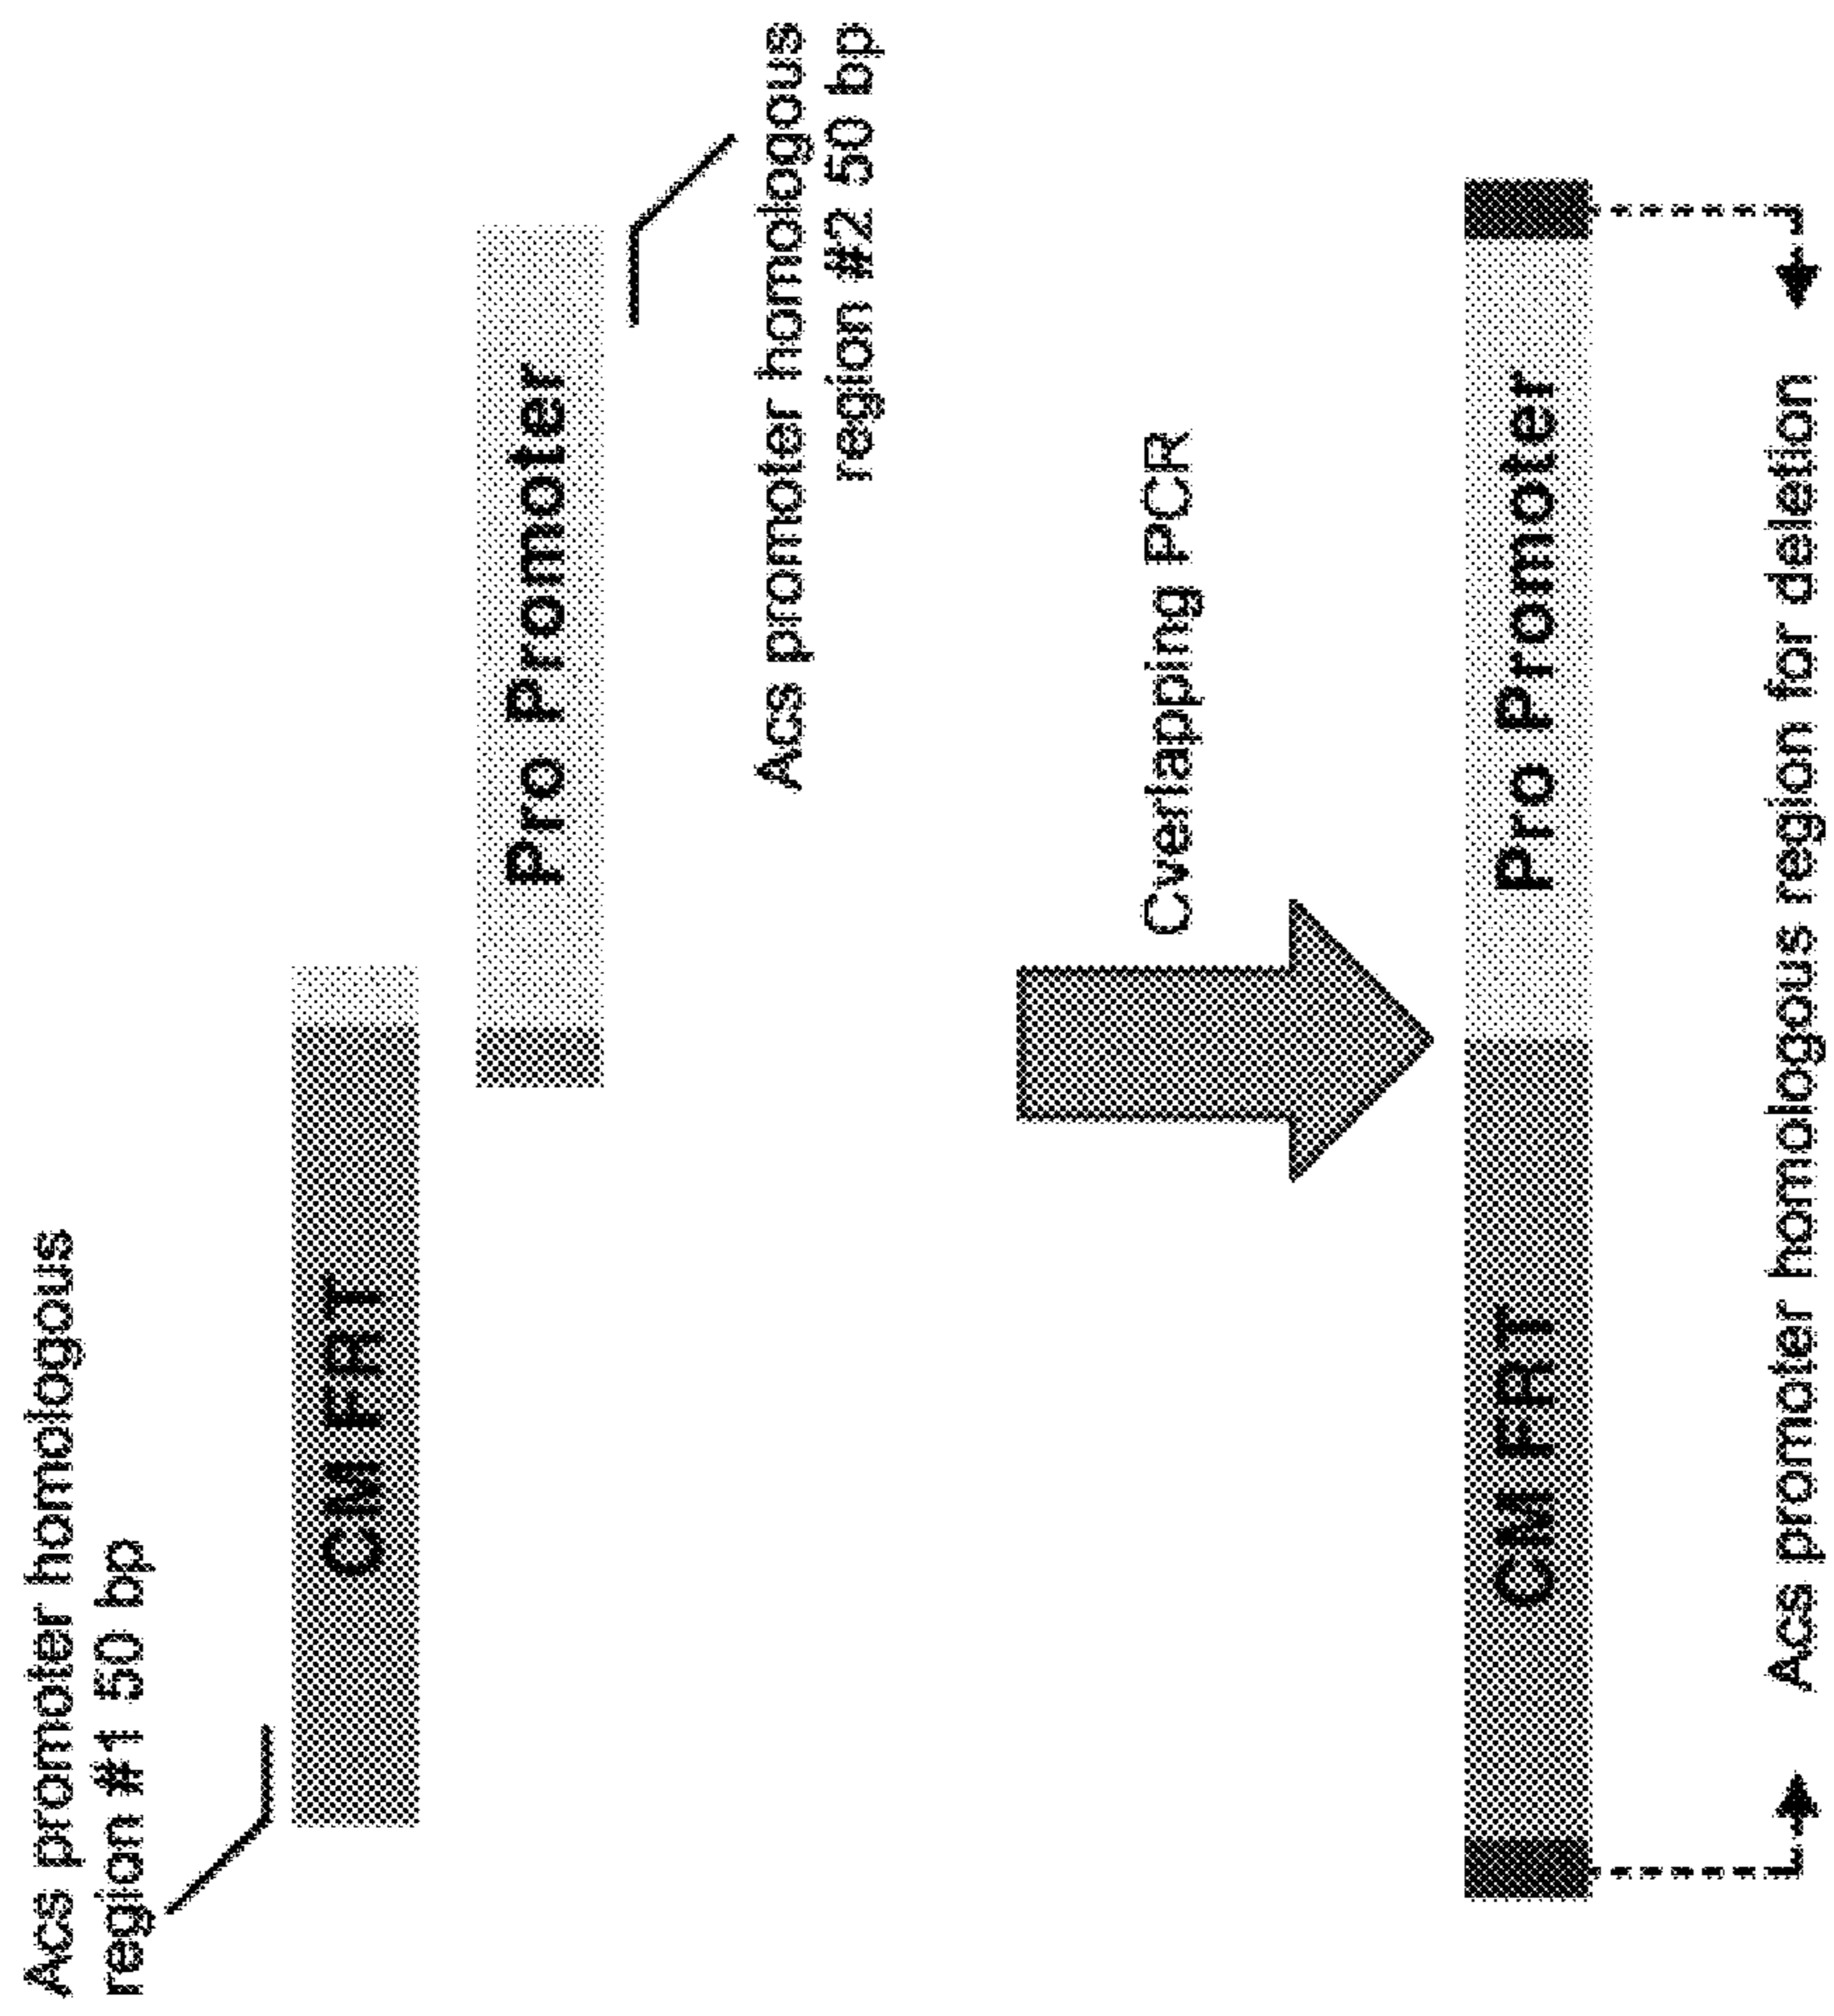 Acs promoter homologous
region #1 50 bp
CM FRT
Pro Promoter
Acs promoter homologous
region #2 50 bp
Cverlapping PCR
CM FRT
Pro Promoter
Acs promoter homologous region for deletion